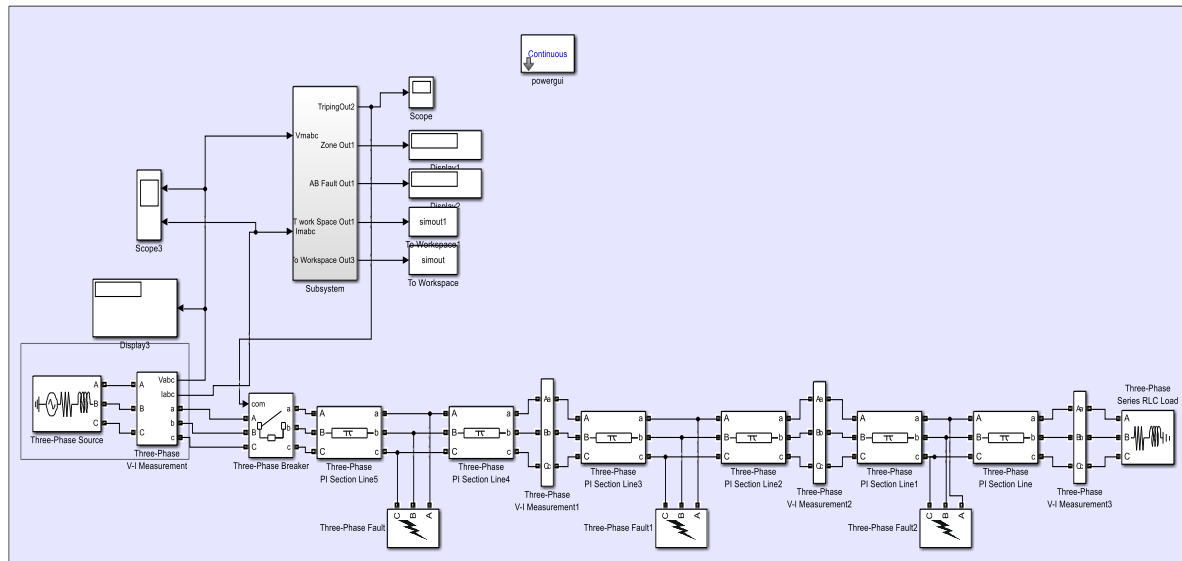 Continuous
powergui
TripingOut2
Scope
Vmabc
Zone Out1
Display1
AB Fault Out1
Display2
T work Space Out1
simout1
Imabc
To Workspace1
Scope3
To Workspace Out3
simout
Subsystem
To Workspace
Display3
A
B
C
Three-Phase Source
Vabc
Iabc
A
B
C
a
b
c
Three-Phase
V-I Measurement
com
A
B
C
a
b
c
Three-Phase Breaker
A
B
C
π
a
b
c
Three-Phase
PI Section Line5
A
B
C
π
a
b
c
Three-Phase
PI Section Line4
Aa
Bb
Cc
Three-Phase
V-I Measurement1
A
B
C
π
a
b
c
Three-Phase
PI Section Line3
A
B
C
π
a
b
c
Three-Phase
PI Section Line2
Aa
Bb
Cc
Three-Phase
V-I Measurement2
A
B
C
π
a
b
c
Three-Phase
PI Section Line1
A
B
C
π
a
b
c
Three-Phase
PI Section Line
Aa
Bb
Cc
Three-Phase
V-I Measurement3
Three-Phase
Series RLC Load
A
B
C
Three-Phase Fault
C
B
A
Three-Phase Fault1
C
B
A
Three-Phase Fault2
C
B
A